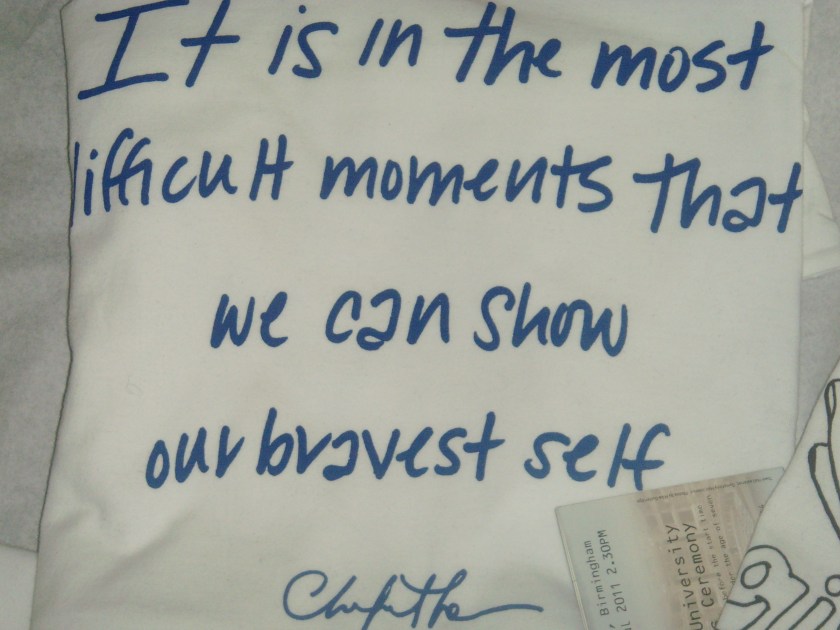 It is in the most
difficult moments that
we can show
our bravest self
Birmingham
2011 2.30PM
University
Ceremony